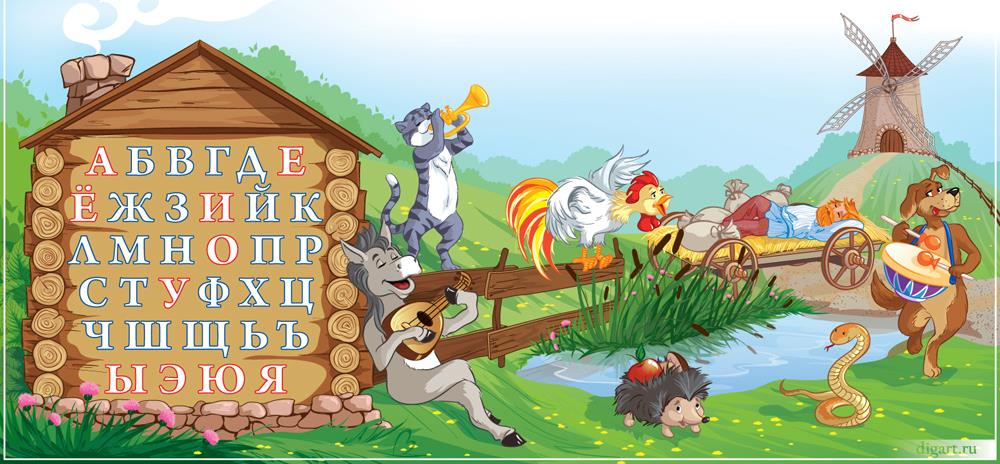 АБВГДЕ
ЁЖЗИЙК
ЛМНОПР
СТУФХЦ
ЧШЩЬЪ
ЫЭЮЯ
digart.ru